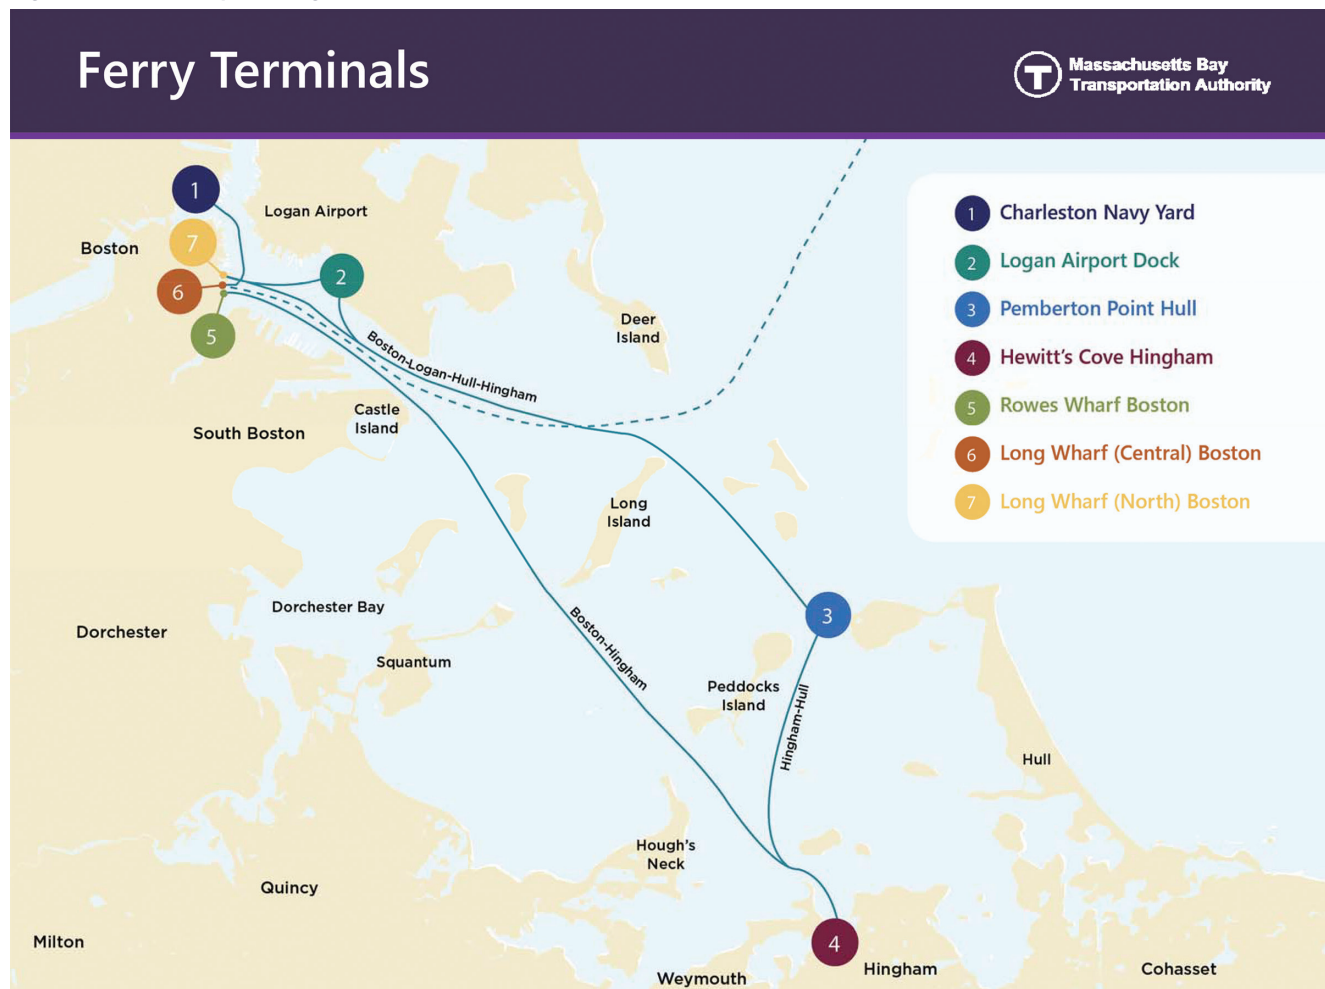 Ferry Terminals
Massachusetts Bay
Transportation Authority
1
Charleston Navy Yard
2
Logan Airport Dock
3
Pemberton Point Hull
4
Hewitt's Cove Hingham
5
Rowes Wharf Boston
6
Long Wharf (Central) Boston
7
Long Wharf (North) Boston
1
Logan Airport
7
Boston
2
6
5
Deer
Island
Boston-Logan-Hull-Hingham
Castle
Island
South Boston
Long
Island
Dorchester Bay
3
Dorchester
Boston-Hingham
Squantum
Peddocks
Island
Hingham-Hull
Hull
Hough's
Neck
Quincy
Milton
4
Hingham
Cohasset
Weymouth